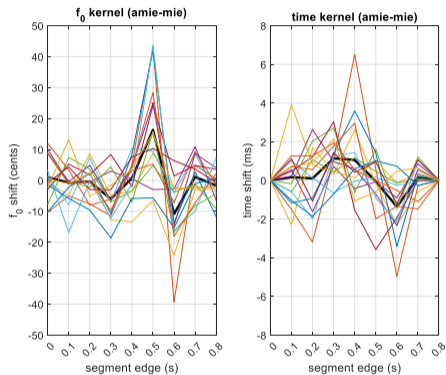 f0 kernel (amie-mie)
50
40
30
20
10
0
-10
-20
-30
-40
-50
f0 shift (cents)
0 0.1 0.2 0.3 0.4 0.5 0.6 0.7 0.8
segment edge (s)
time kernel (amie-mie)
8
6
4
2
0
-2
-4
-6
-8
time shift (ms)
0 0.1 0.2 0.3 0.4 0.5 0.6 0.7 0.8
segment edge (s)